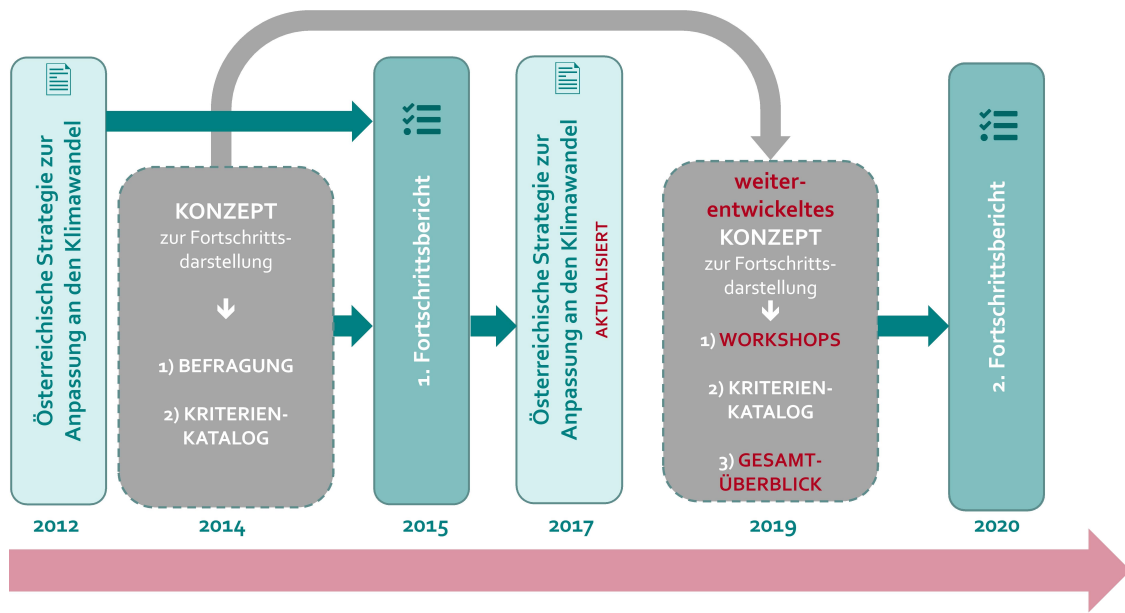 Österreichische Strategie zur
Anpassung an den Klimawandel
2012
KONZEPT
zur Fortschritts-
darstellung
1) BEFRAGUNG
2) KRITERIEN-
KATALOG
2014
1. Fortschrittsbericht
2015
Österreichische Strategie zur
Anpassung an den Klimawandel
AKTUALISIERT
2017
weiter-
entwickeltes
KONZEPT
zur Fortschritts-
darstellung
1) WORKSHOPS
2) KRITERIEN-
KATALOG
3) GESAMT-
ÜBERBLICK
2019
2. Fortschrittsbericht
2020